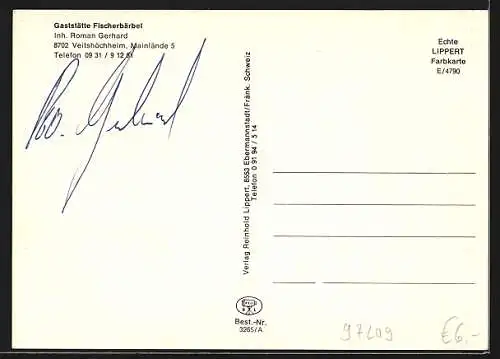 Gaststätte Fischerbärbel
Inh. Roman Gerhard
8702 Veitshöchheim, Mainlände 5
Telefon 09 31 / 9 12 81
Echte
LIPPERT
Farbkarte
E/4790
Verlag Reinhold Lippert, 8553 Ebermannstadt/Fränk. Schweiz
Telefon 0 91 94 / 5 14
Best.-Nr.
3265/A
97209
€6,-